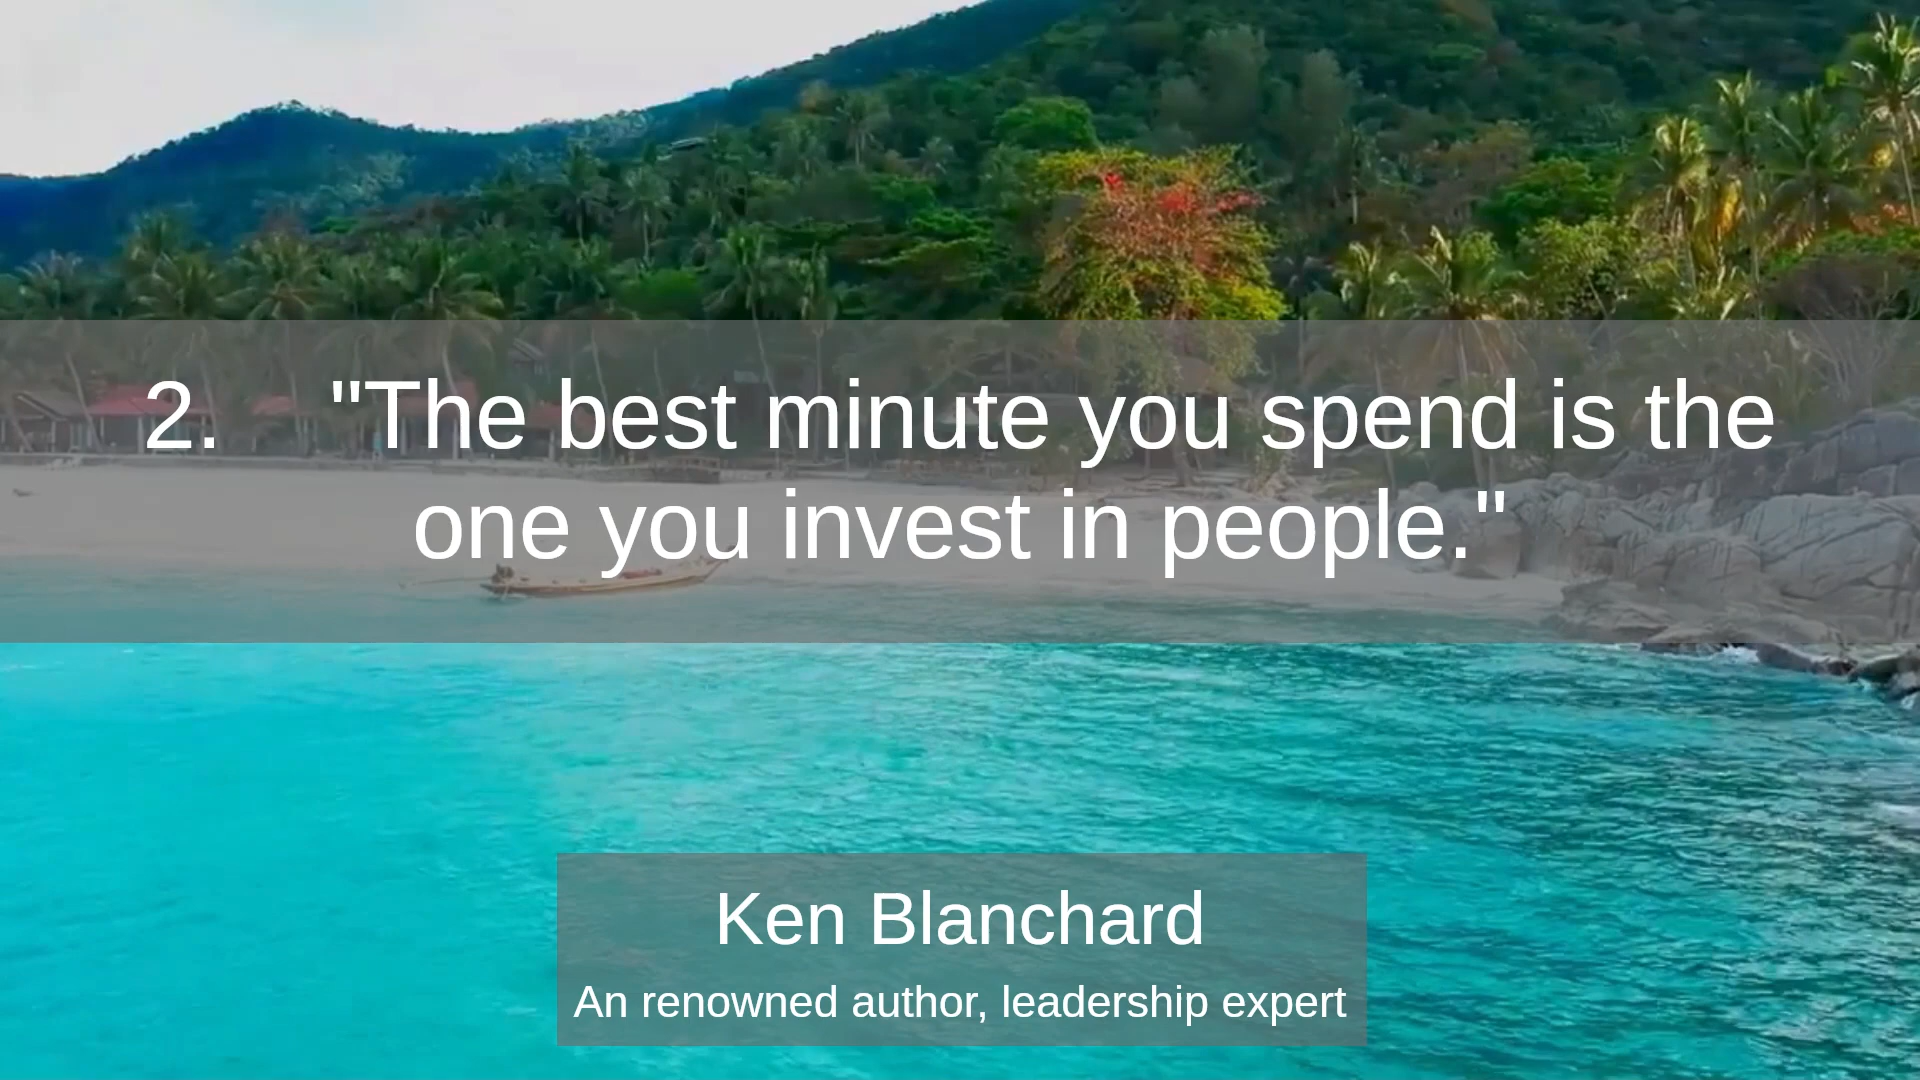 2. "The best minute you spend is the
one you invest in people."
Ken Blanchard
An renowned author, leadership expert